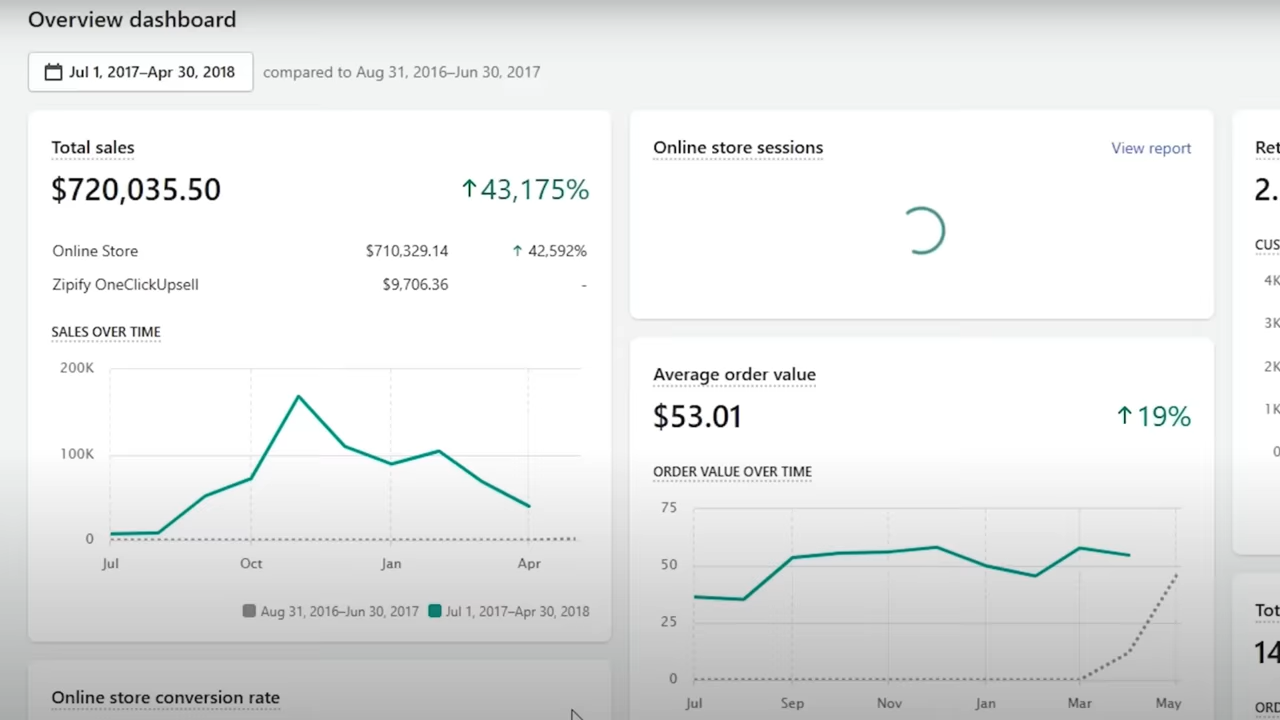 Overview dashboard
Jul 1, 2017–Apr 30, 2018 compared to Aug 31, 2016–Jun 30, 2017
Total sales
$720,035.50 ↑43,175%
Online Store $710,329.14 ↑ 42,592%
Zipify OneClickUpsell $9,706.36 -
SALES OVER TIME
200K
100K
0
Jul Oct Jan Apr
Aug 31, 2016–Jun 30, 2017 Jul 1, 2017–Apr 30, 2018
Online store conversion rate
Online store sessions View report
Average order value
$53.01 ↑19%
ORDER VALUE OVER TIME
75
50
25
0
Jul Sep Nov Jan Mar May
Ret
2.
CUS
4K
3K
2K
1K
0
Tot
14
ORD